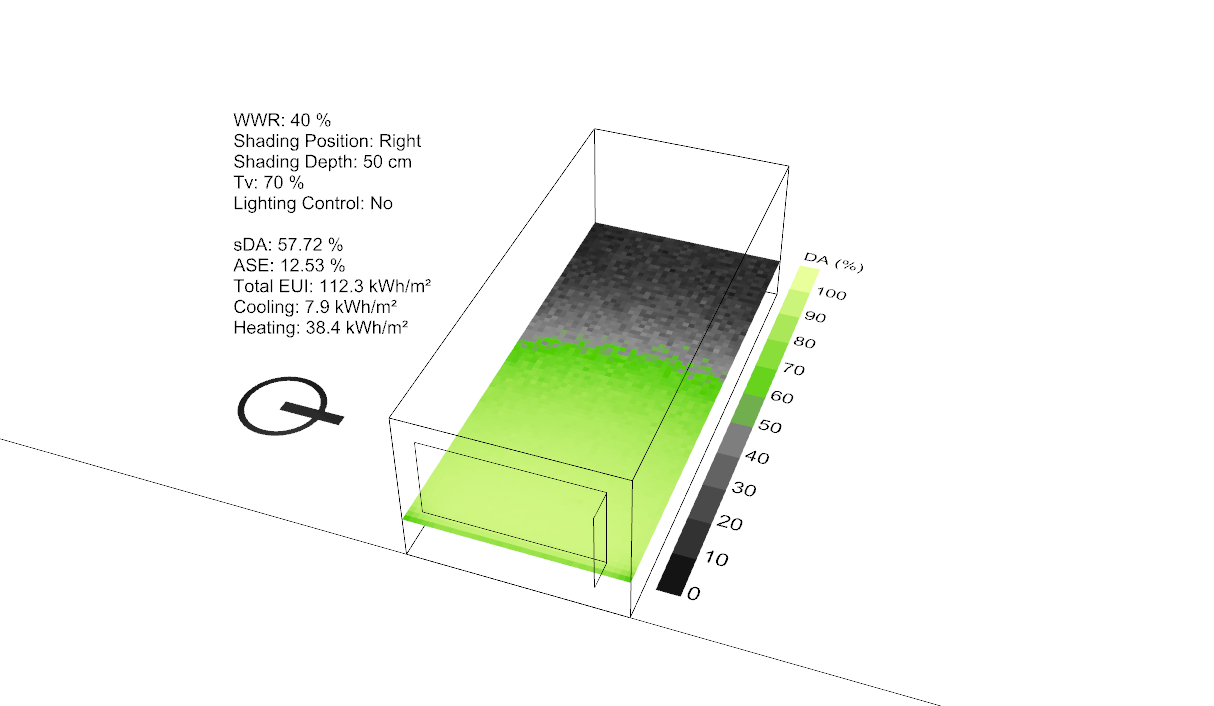 WWR: 40 %
Shading Position: Right
Shading Depth: 50 cm
Tv: 70 %
Lighting Control: No
sDA: 57.72 %
ASE: 12.53 %
Total EUI: 112.3 kWh/m²
Cooling: 7.9 kWh/m²
Heating: 38.4 kWh/m²
DA (%)
100
90
80
70
60
50
40
30
20
10
0